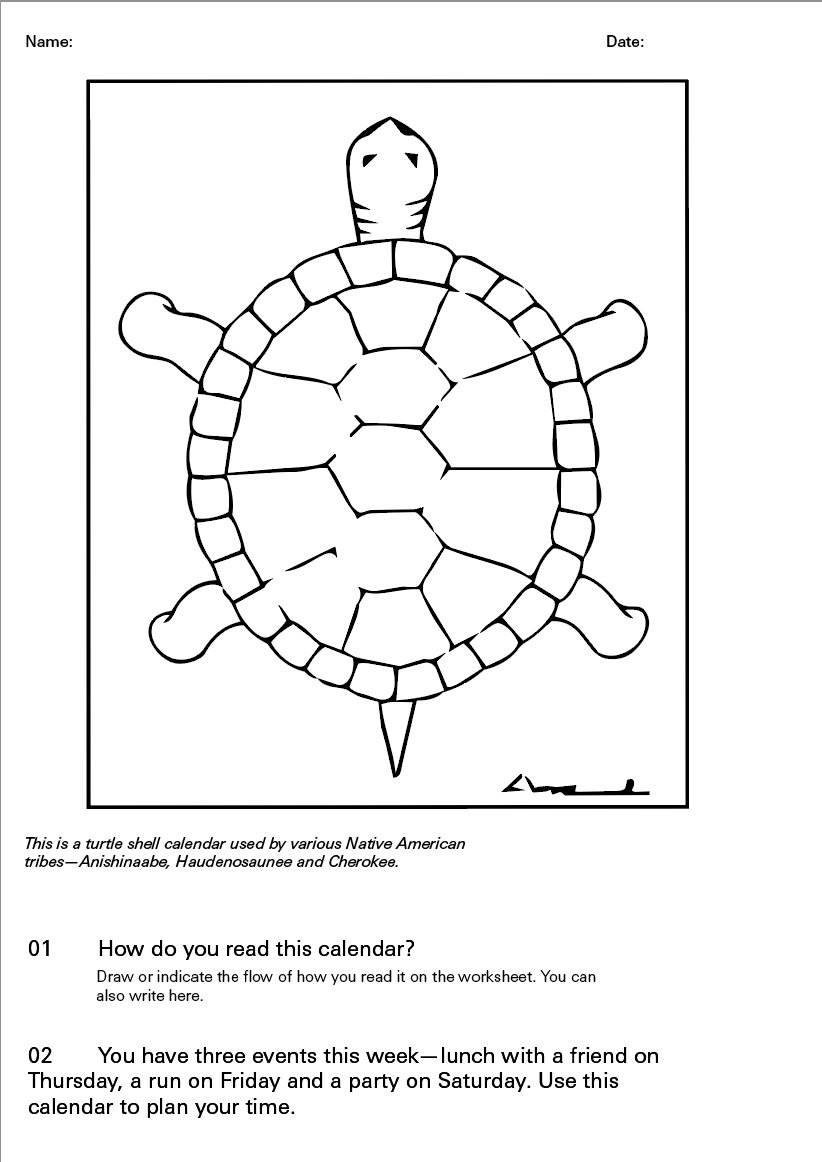 Name:
Date:
This is a turtle shell calendar used by various Native American
tribes—Anishinaabe, Haudenosaunee and Cherokee.
01 How do you read this calendar?
Draw or indicate the flow of how you read it on the worksheet. You can
also write here.
02 You have three events this week—lunch with a friend on
Thursday, a run on Friday and a party on Saturday. Use this
calendar to plan your time.